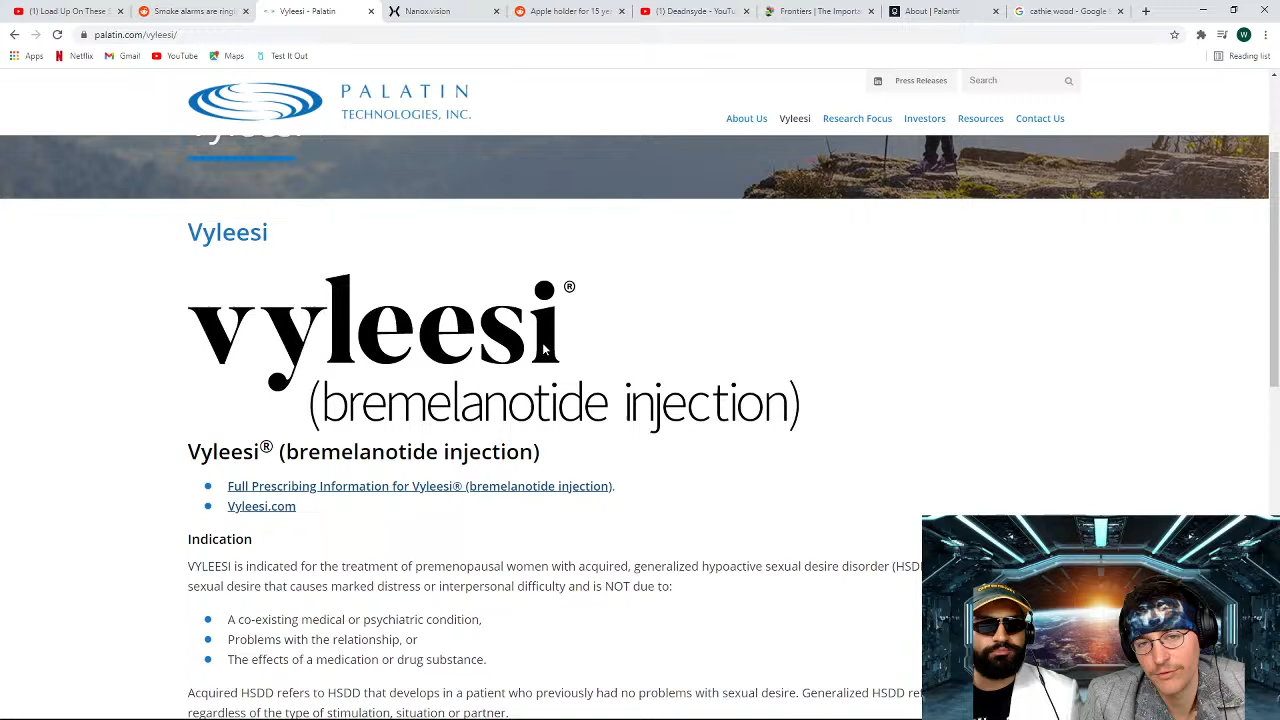 (1) Load Up On These S
Smoke alarms are ringin
Vyleesi - Palatin
Nanox.vision
Apple holder for 15 yea
(1) Deadnsyde - YouTu
Frontiers | The Importa
About | Palantir
cathie wood - Google S
palatin.com/vyleesi/
W
Apps
Netflix
Gmail
YouTube
Maps
Test It Out
Reading list
PALATIN
TECHNOLOGIES, INC.
Press Releases
Search
About Us
Vyleesi
Research Focus
Investors
Resources
Contact Us
Vyleesi
Vyleesi
vyleesi®
(bremelanotide injection)
Vyleesi® (bremelanotide injection)
Full Prescribing Information for Vyleesi® (bremelanotide injection).
Vyleesi.com
Indication
VYLEESI is indicated for the treatment of premenopausal women with acquired, generalized hypoactive sexual desire disorder (HSD
sexual desire that causes marked distress or interpersonal difficulty and is NOT due to:
A co-existing medical or psychiatric condition,
Problems with the relationship, or
The effects of a medication or drug substance.
Acquired HSDD refers to HSDD that develops in a patient who previously had no problems with sexual desire. Generalized HSDD ref
regardless of the type of stimulation, situation or partner.